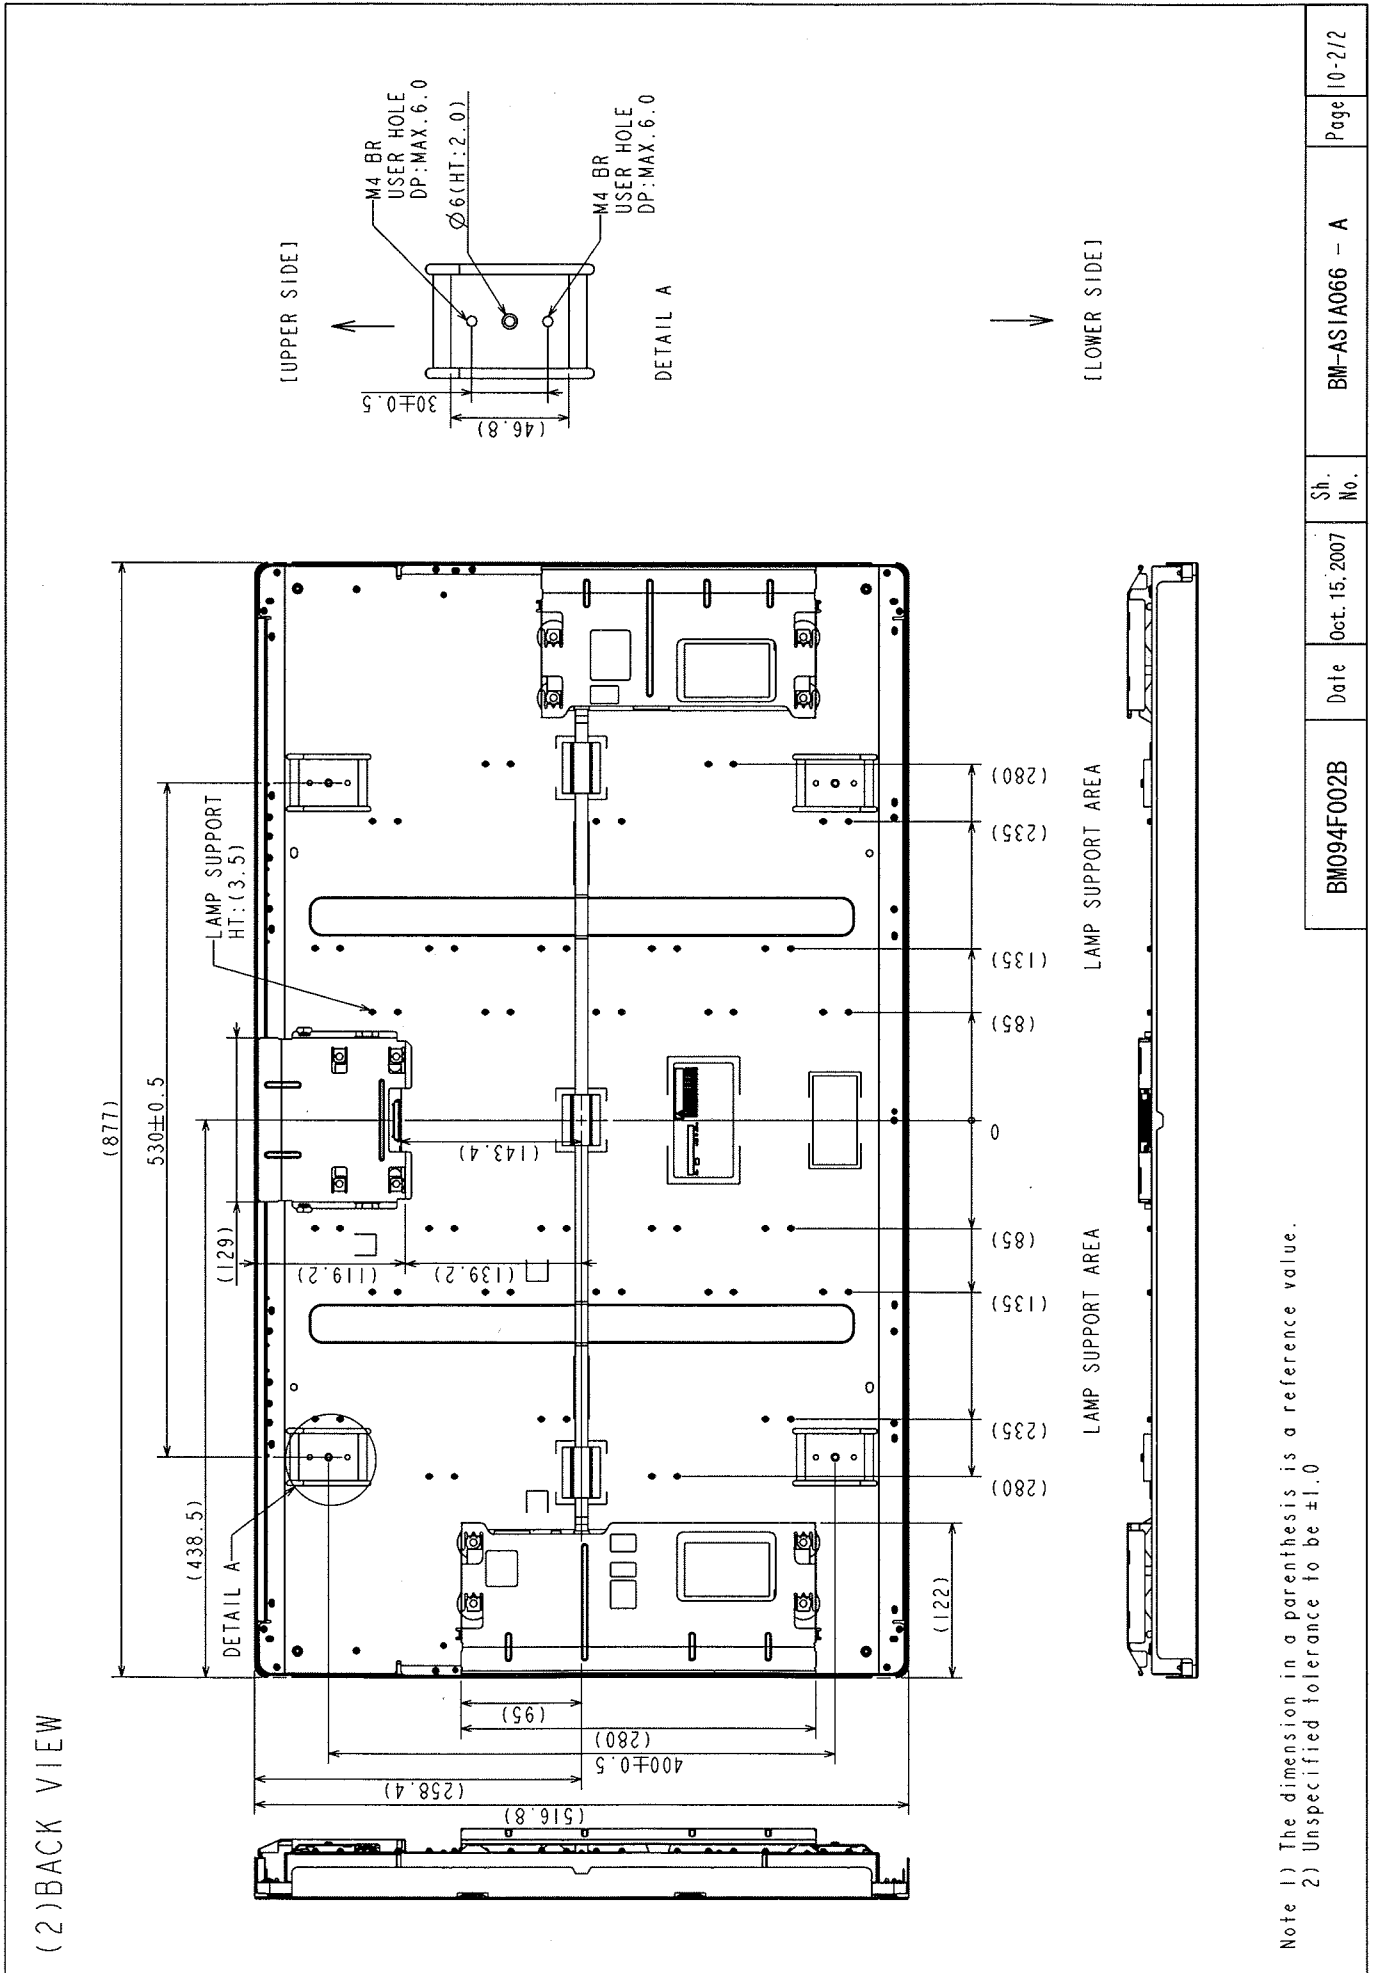 (2)BACK VIEW
(877)
530±0.5
(438.5)
(129)
DETAIL A
LAMP SUPPORT
HT:(3.5)
(119.2)
(139.2)
(143.4)
(516.8)
(258.4)
400±0.5
(280)
(95)
(122)
(280)
(235)
(135)
(85)
0
(85)
(135)
(235)
(280)
LAMP SUPPORT AREA
LAMP SUPPORT AREA
[UPPER SIDE]
M4 BR
USER HOLE
DP:MAX.6.0
Ø6(HT:2.0)
M4 BR
USER HOLE
DP:MAX.6.0
30±0.5
(46.8)
DETAIL A
[LOWER SIDE]
Note 1) The dimension in a parenthesis is a reference value.
2) Unspecified tolerance to be ±1.0
BM094F002B
Date
Oct. 15, 2007
Sh.
No.
BM-ASIA066 - A
Page
10-2/2